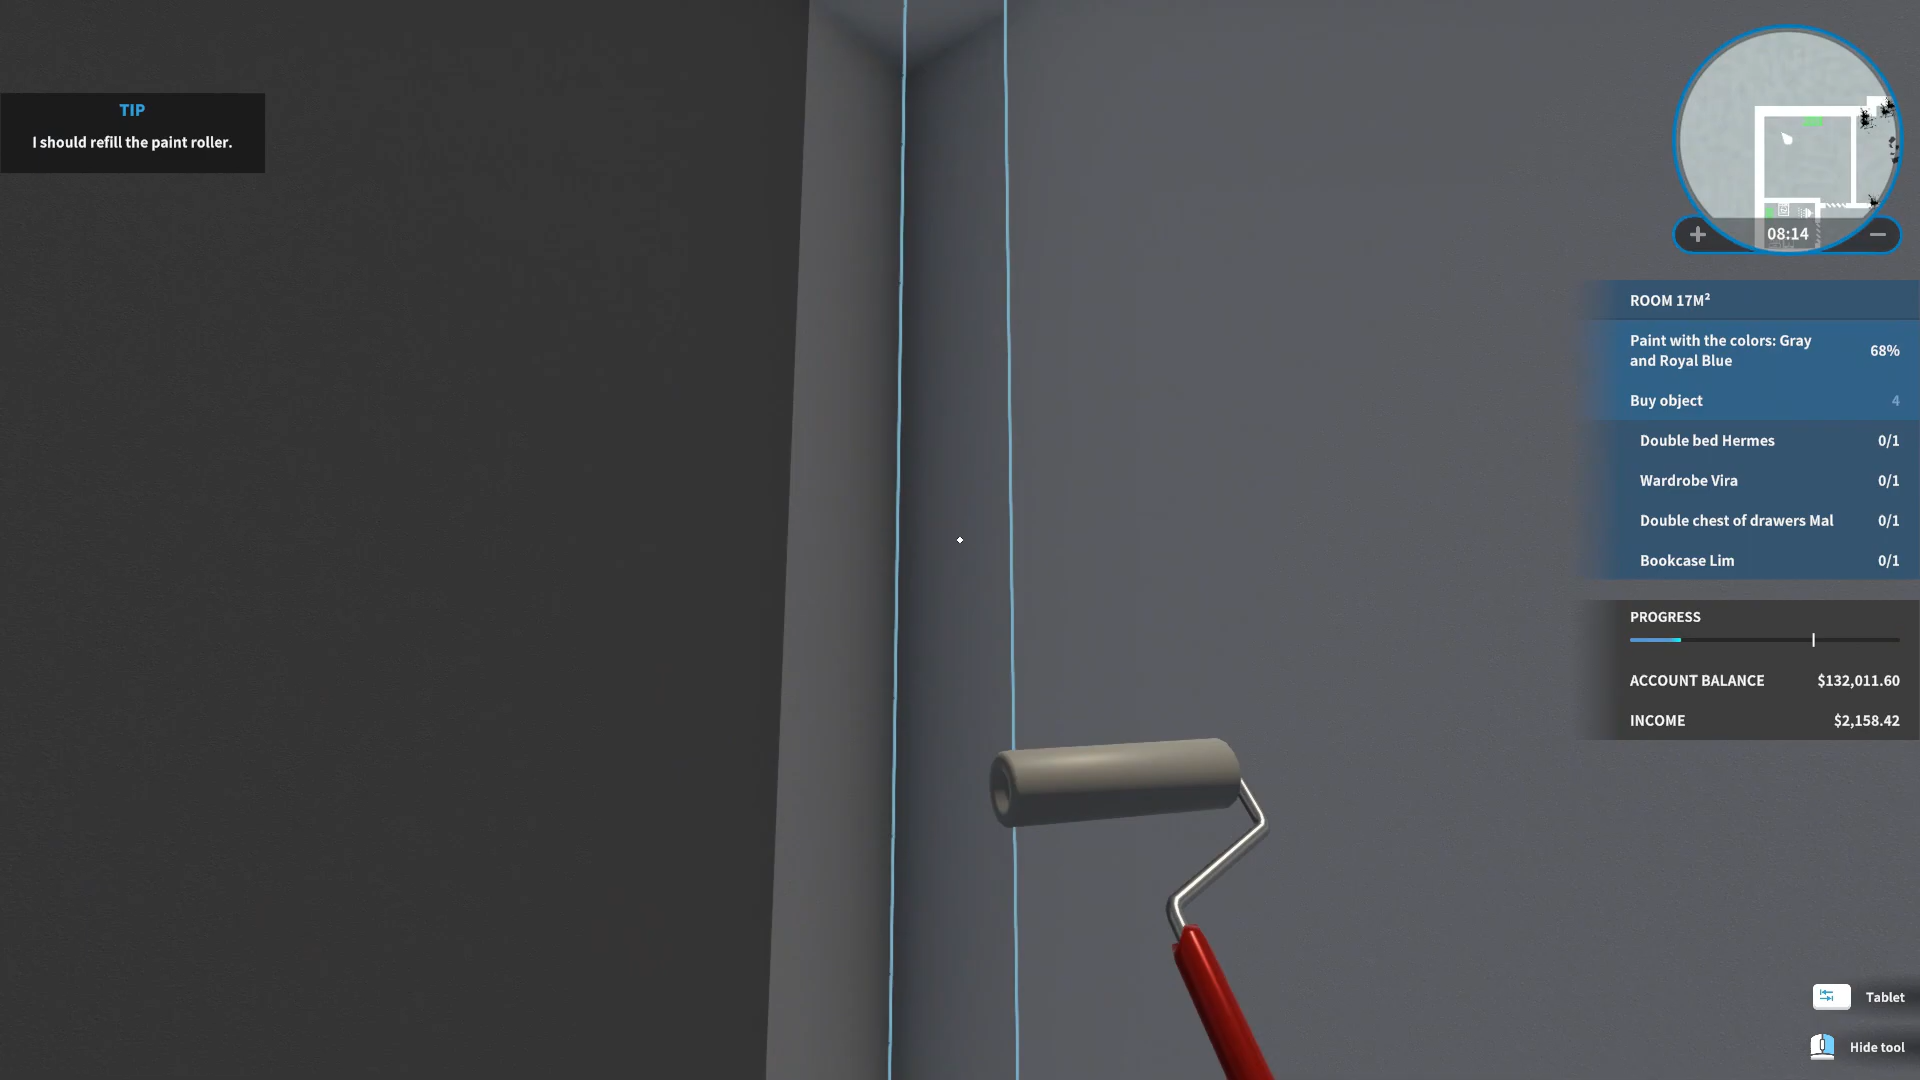 TIP
I should refill the paint roller.
08:14
ROOM 17M²
Paint with the colors: Gray
and Royal Blue
68%
Buy object 4
Double bed Hermes 0/1
Wardrobe Vira 0/1
Double chest of drawers Mal 0/1
Bookcase Lim 0/1
PROGRESS
ACCOUNT BALANCE $132,011.60
INCOME $2,158.42
Tablet
Hide tool